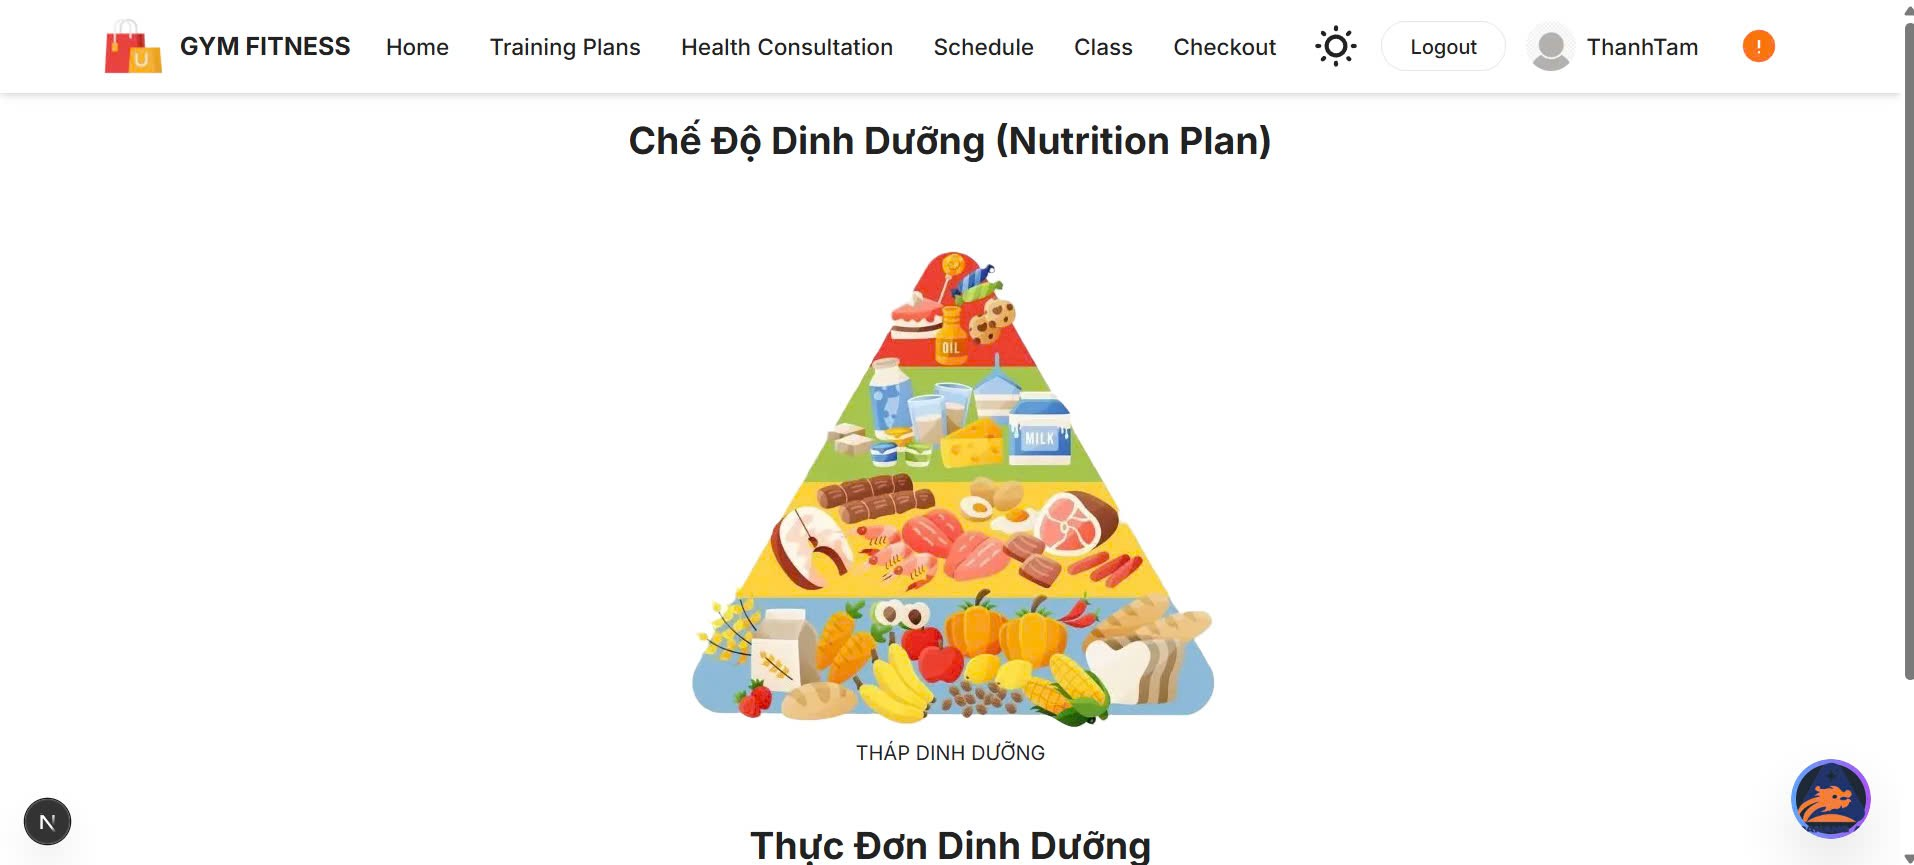 GYM FITNESS Home Training Plans Health Consultation Schedule Class Checkout Logout ThanhTam !
Chế Độ Dinh Dưỡng (Nutrition Plan)
OIL
MILK
THÁP DINH DƯỠNG
N
Thực Đơn Dinh Dưỡng